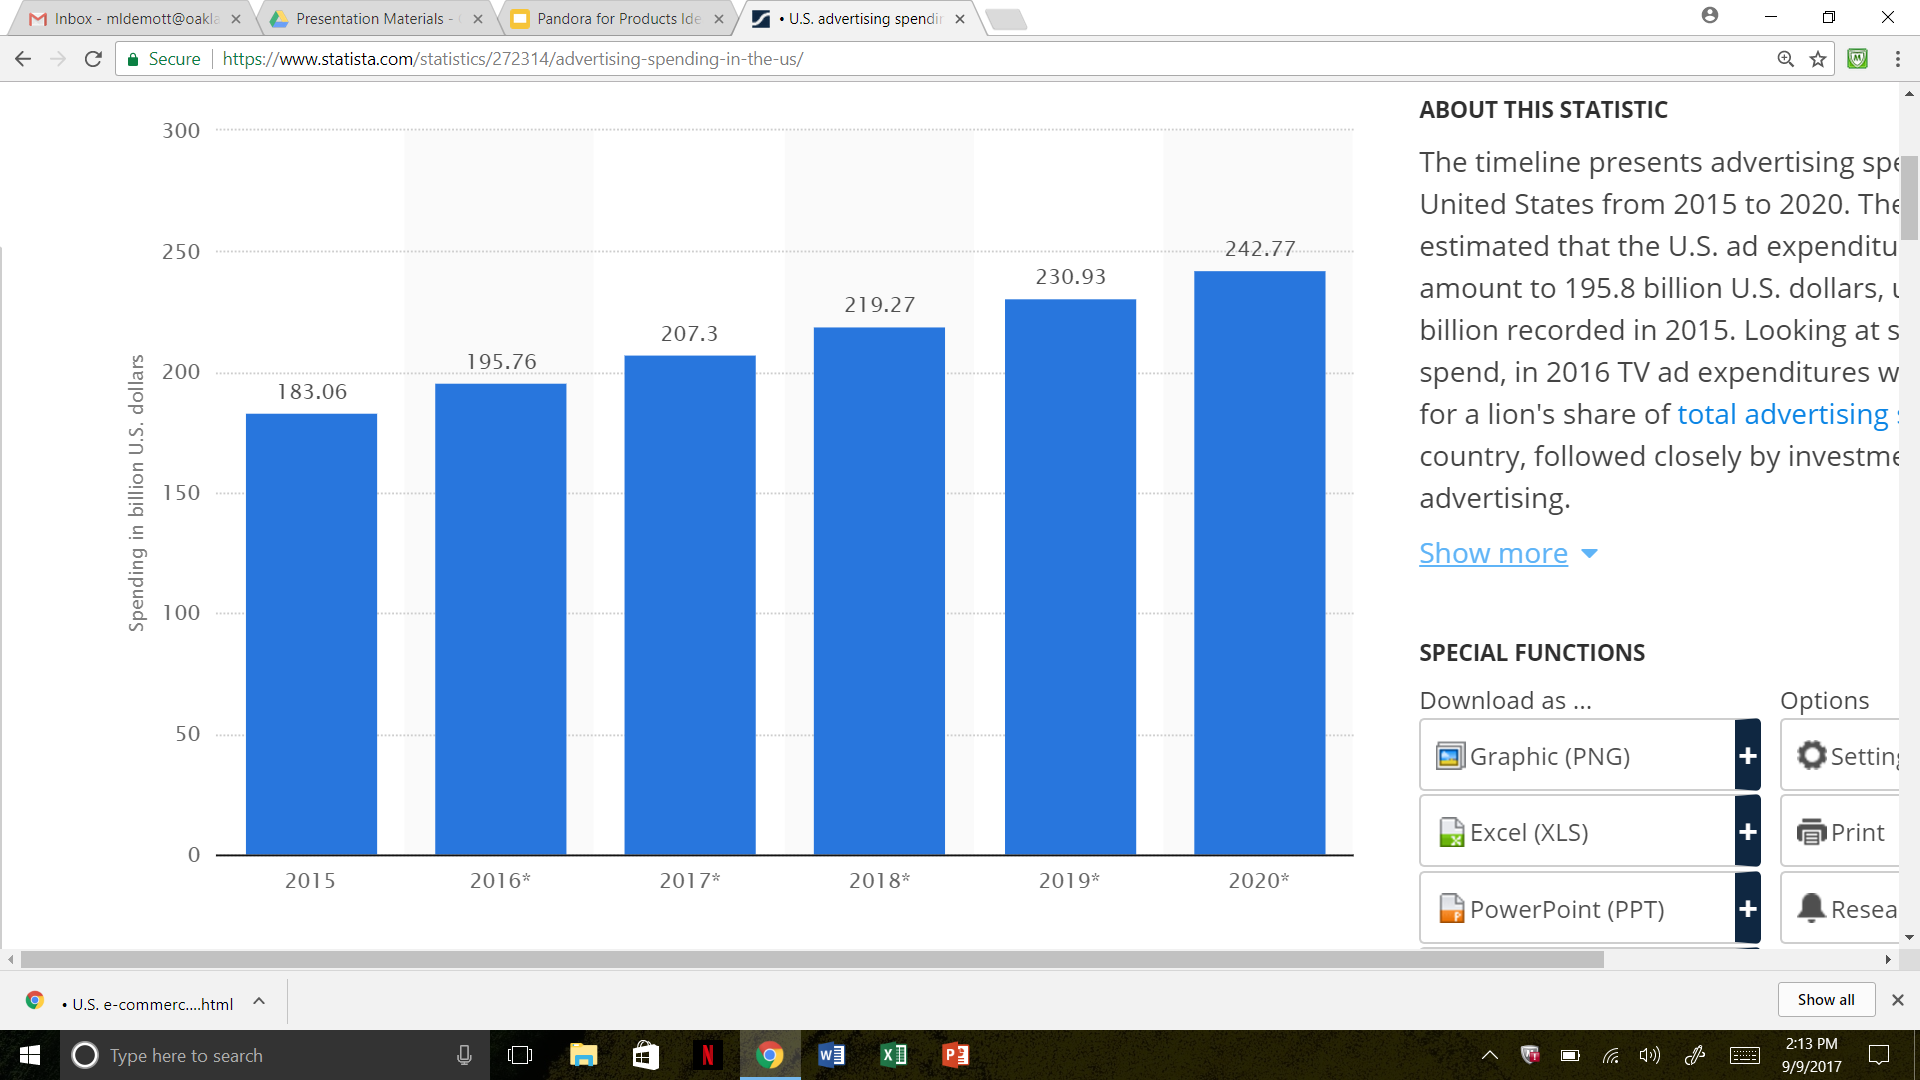 Inbox - mldemott@oakla
Presentation Materials -
Pandora for Products Ide
• U.S. advertising spendin
Secure
https://www.statista.com/statistics/272314/advertising-spending-in-the-us/
300
250
200
150
100
50
0
Spending in billion U.S. dollars
183.06
195.76
207.3
219.27
230.93
242.77
2015
2016*
2017*
2018*
2019*
2020*
ABOUT THIS STATISTIC
The timeline presents advertising spe
United States from 2015 to 2020. The
estimated that the U.S. ad expenditu
amount to 195.8 billion U.S. dollars,
billion recorded in 2015. Looking at s
spend, in 2016 TV ad expenditures w
for a lion's share of total advertising
country, followed closely by investme
advertising.
Show more
SPECIAL FUNCTIONS
Download as ...
Options
Graphic (PNG) +
Setting
Excel (XLS) +
Print
PowerPoint (PPT) +
Resea
• U.S. e-commerc....html
Show all
Type here to search
2:13 PM
9/9/2017